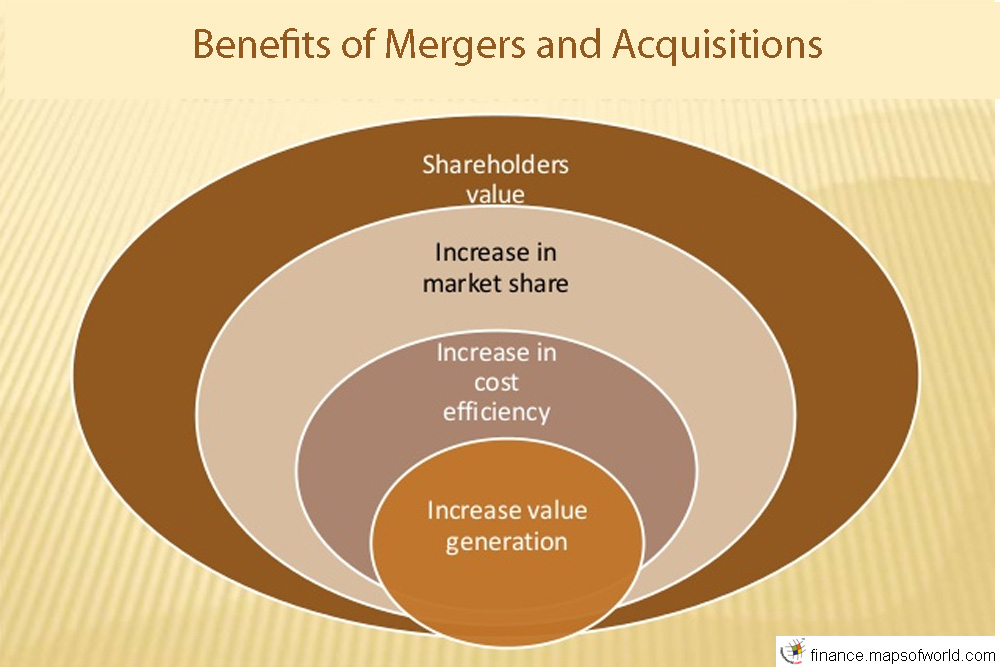 Benefits of Mergers and Acquisitions
Shareholders
value
Increase in
market share
Increase in
cost
efficiency
Increase value
generation
finance.mapsofworld.com